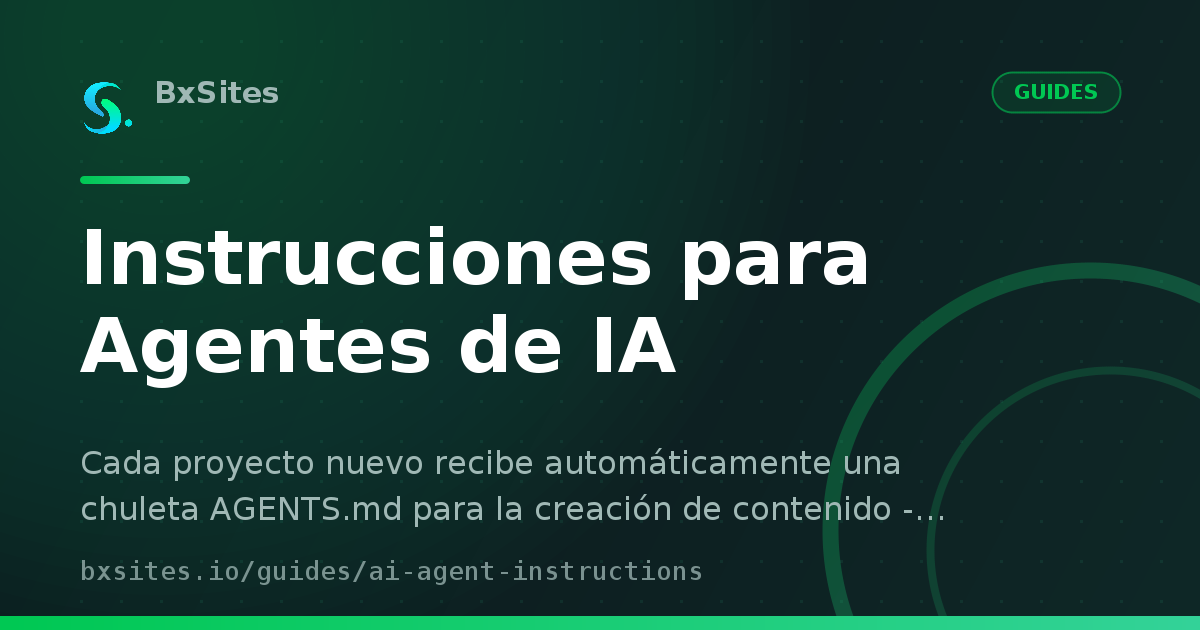 BxSites
GUIDES
Instrucciones para
Agentes de IA
Cada proyecto nuevo recibe automáticamente una
chuleta AGENTS.md para la creación de contenido -…
bxsites.io/guides/ai-agent-instructions